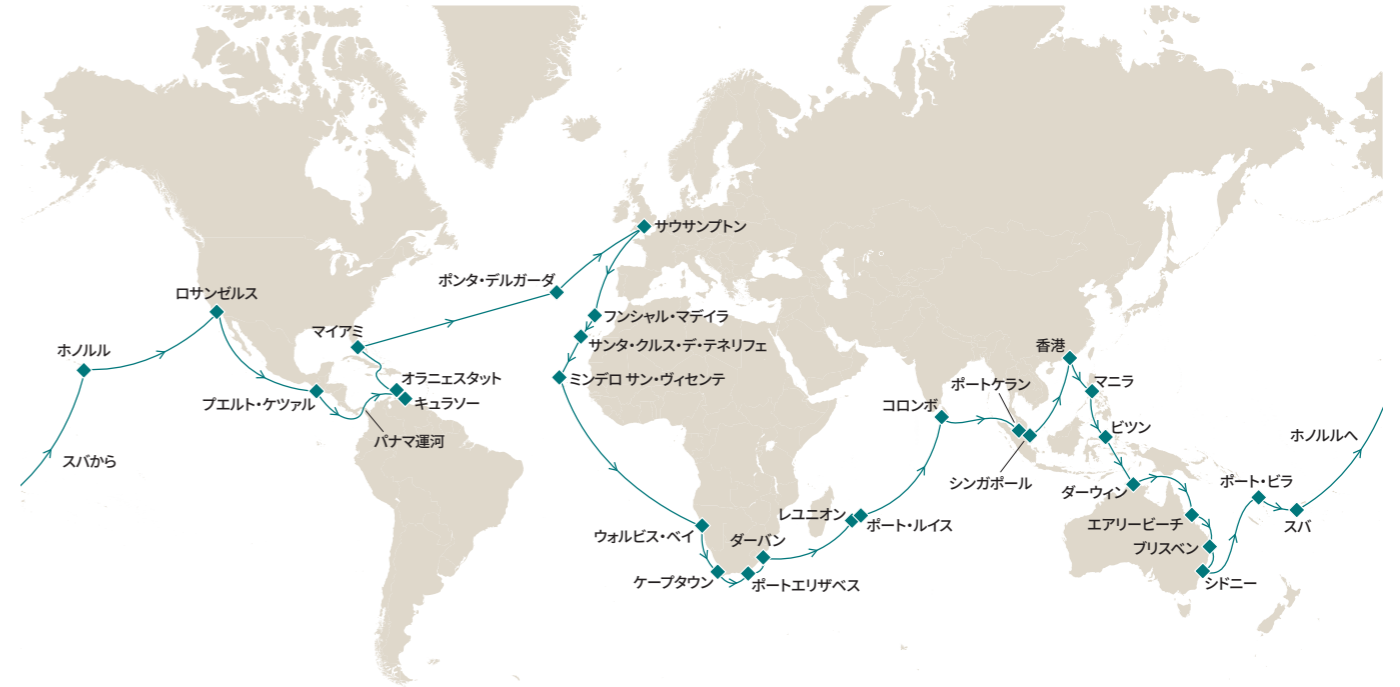 サウサンプトン
ポンタ・デルガーダ
ロサンゼルス
フンシャル・マデイラ
マイアミ
サンタ・クルス・デ・テネリフェ
香港
ホノルル
オラニェスタット
ミンデロ サン・ヴィセンテ
ポートケラン
マニラ
プエルト・ケツァル
キュラソー
コロンボ
ビツン
パナマ運河
ホノルルへ
スバから
シンガポール
ダーウィン
ポート・ビラ
レユニオン
ポート・ルイス
エアリービーチ
スバ
ウォルビス・ベイ
ダーバン
ブリスベン
ケープタウン
ポートエリザベス
シドニー